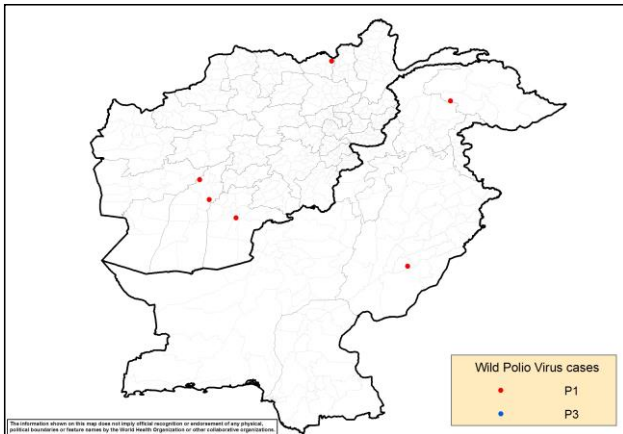 Wild Polio Virus cases
P1
P3
The information shown on this map does not imply official recognition or endorsement of any physical,
political boundaries or feature names by the World Health Organization or other collaborative organizations.